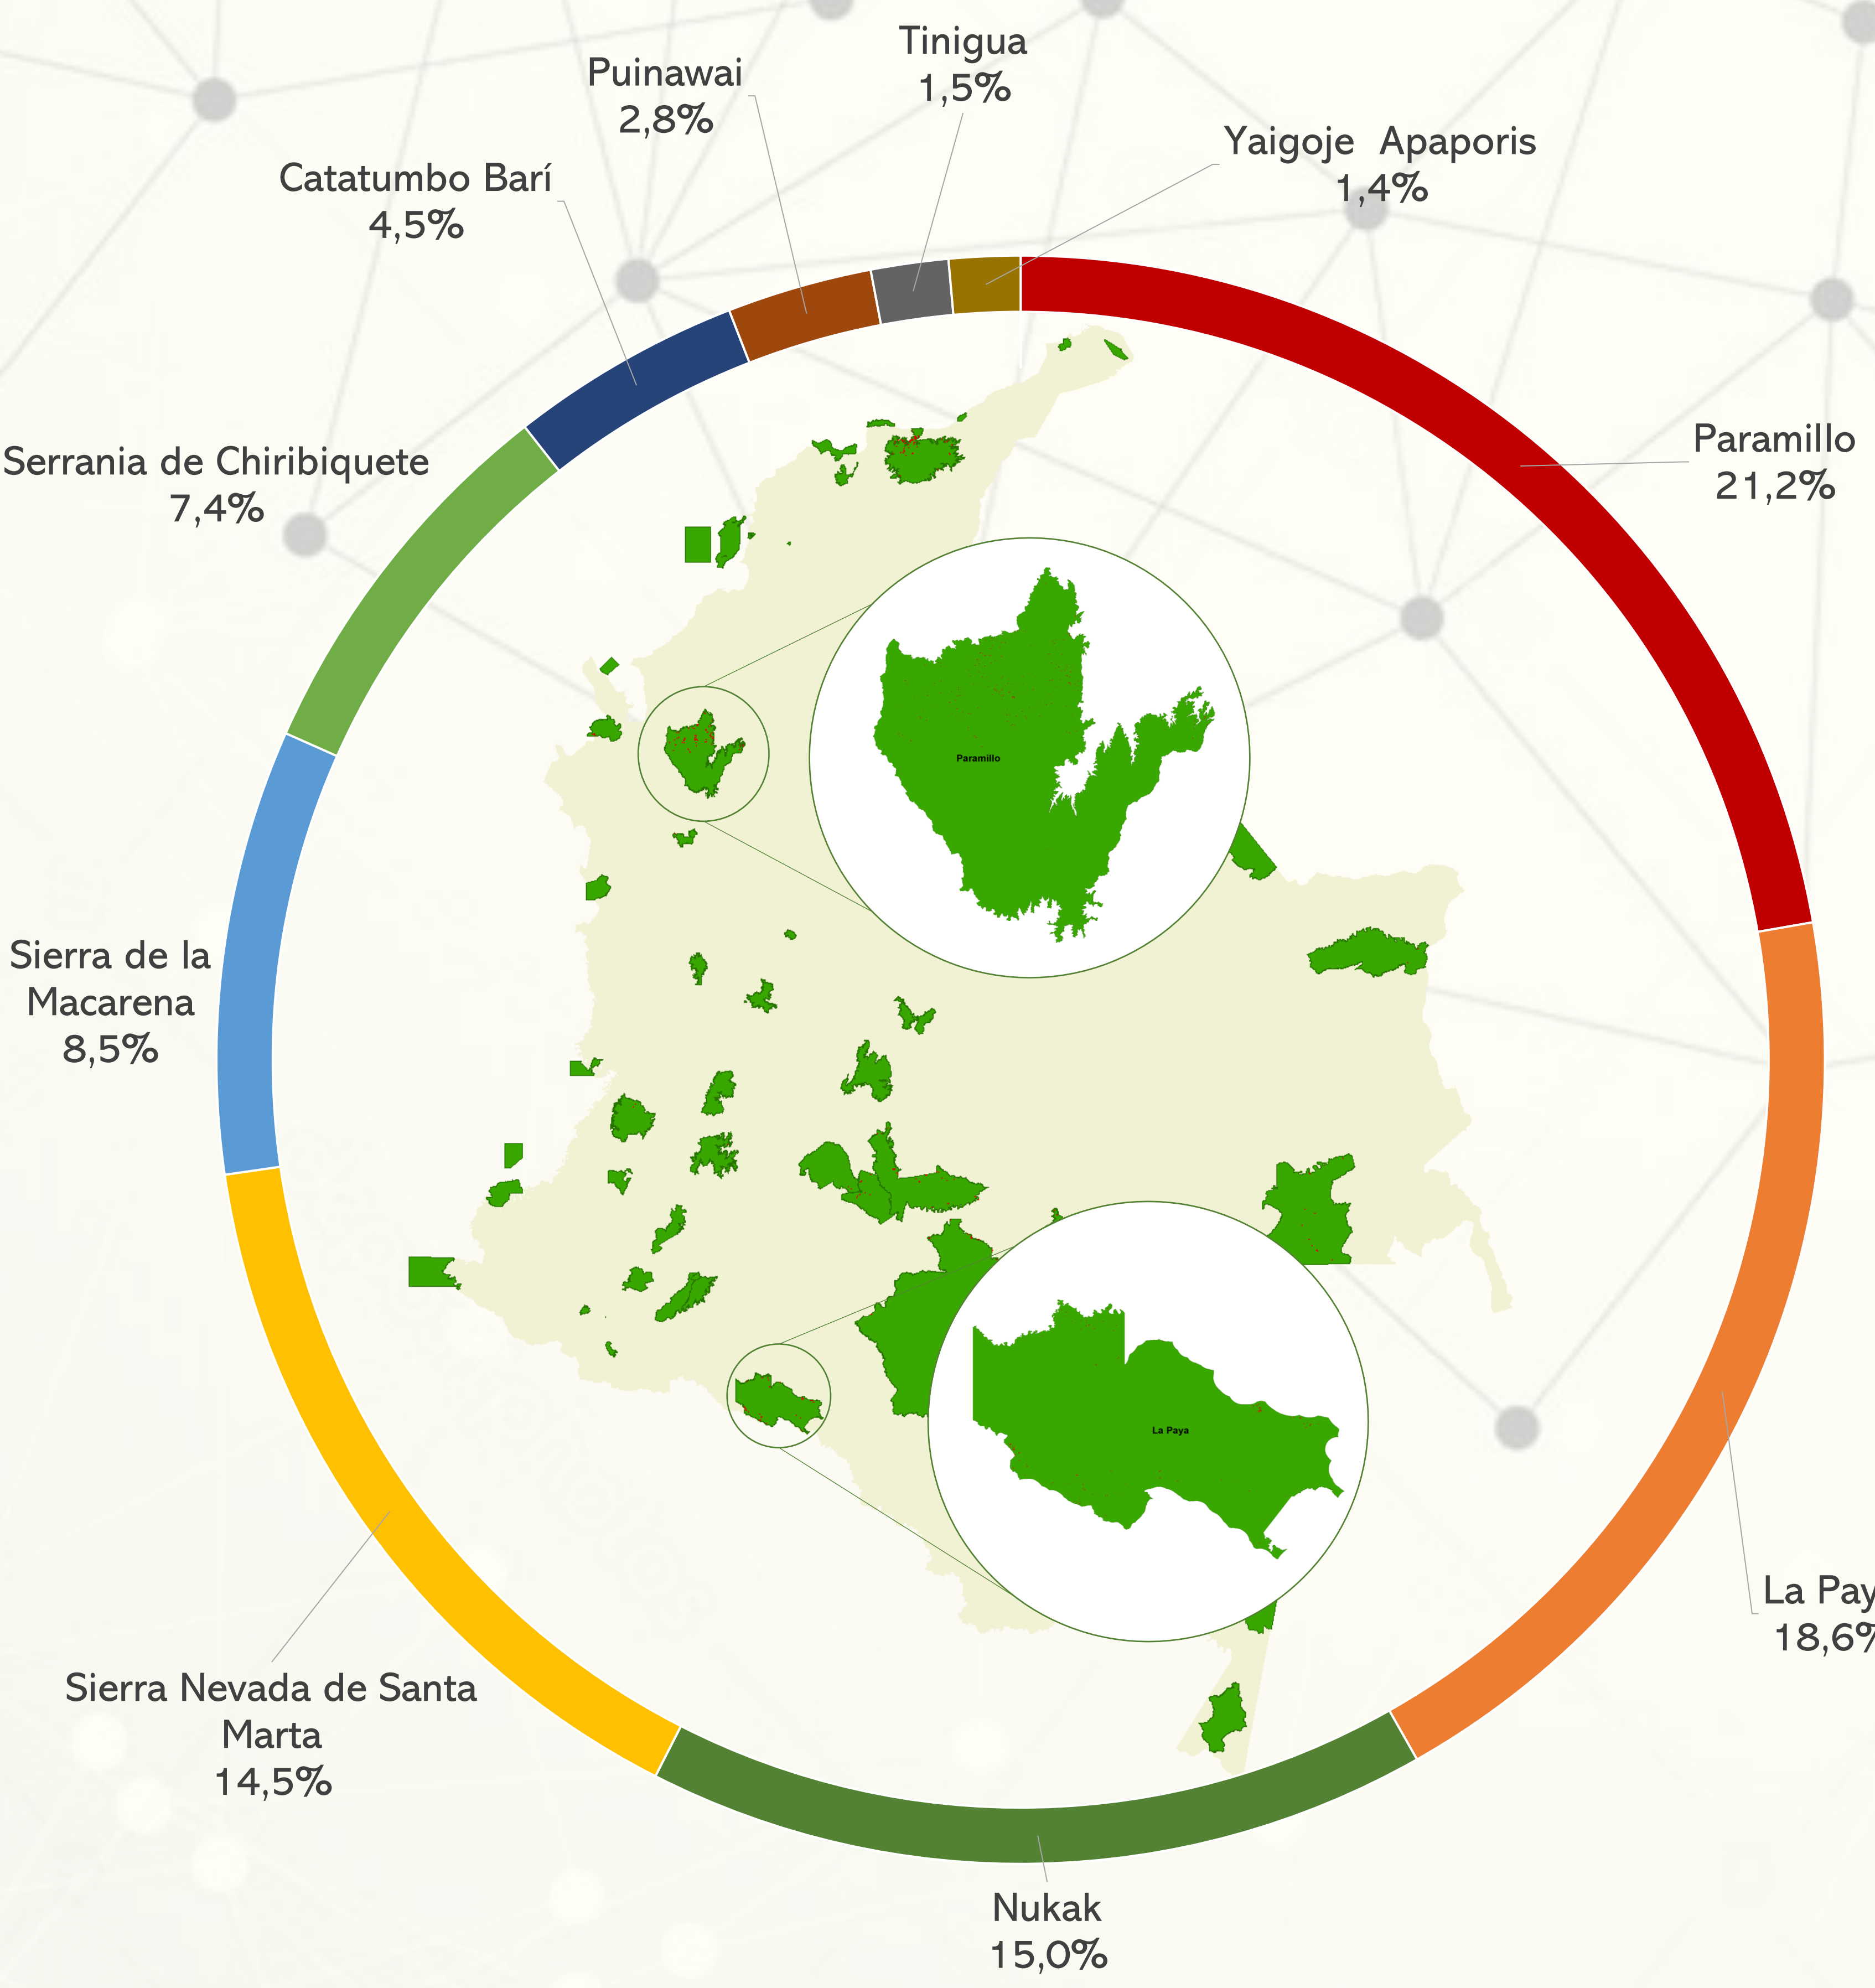 Tinigua
1,5%
Puinawai
2,8%
Yaigoje Apaporis
1,4%
Catatumbo Barí
4,5%
Paramillo
21,2%
Serrania de Chiribiquete
7,4%
Paramillo
Sierra de la
Macarena
8,5%
La Paya
La Pay
18,6%
Sierra Nevada de Santa
Marta
14,5%
Nukak
15,0%